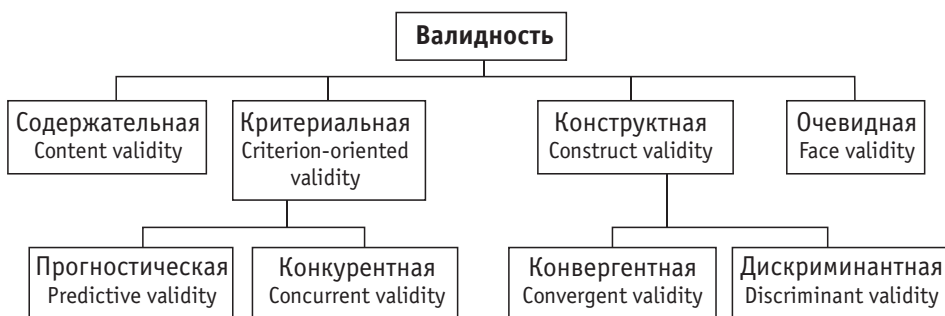 Валидность
Содержательная
Content validity
Критериальная
Criterion-oriented
validity
Конструктная
Construct validity
Очевидная
Face validity
Прогностическая
Predictive validity
Конкурентная
Concurrent validity
Конвергентная
Convergent validity
Дискриминантная
Discriminant validity